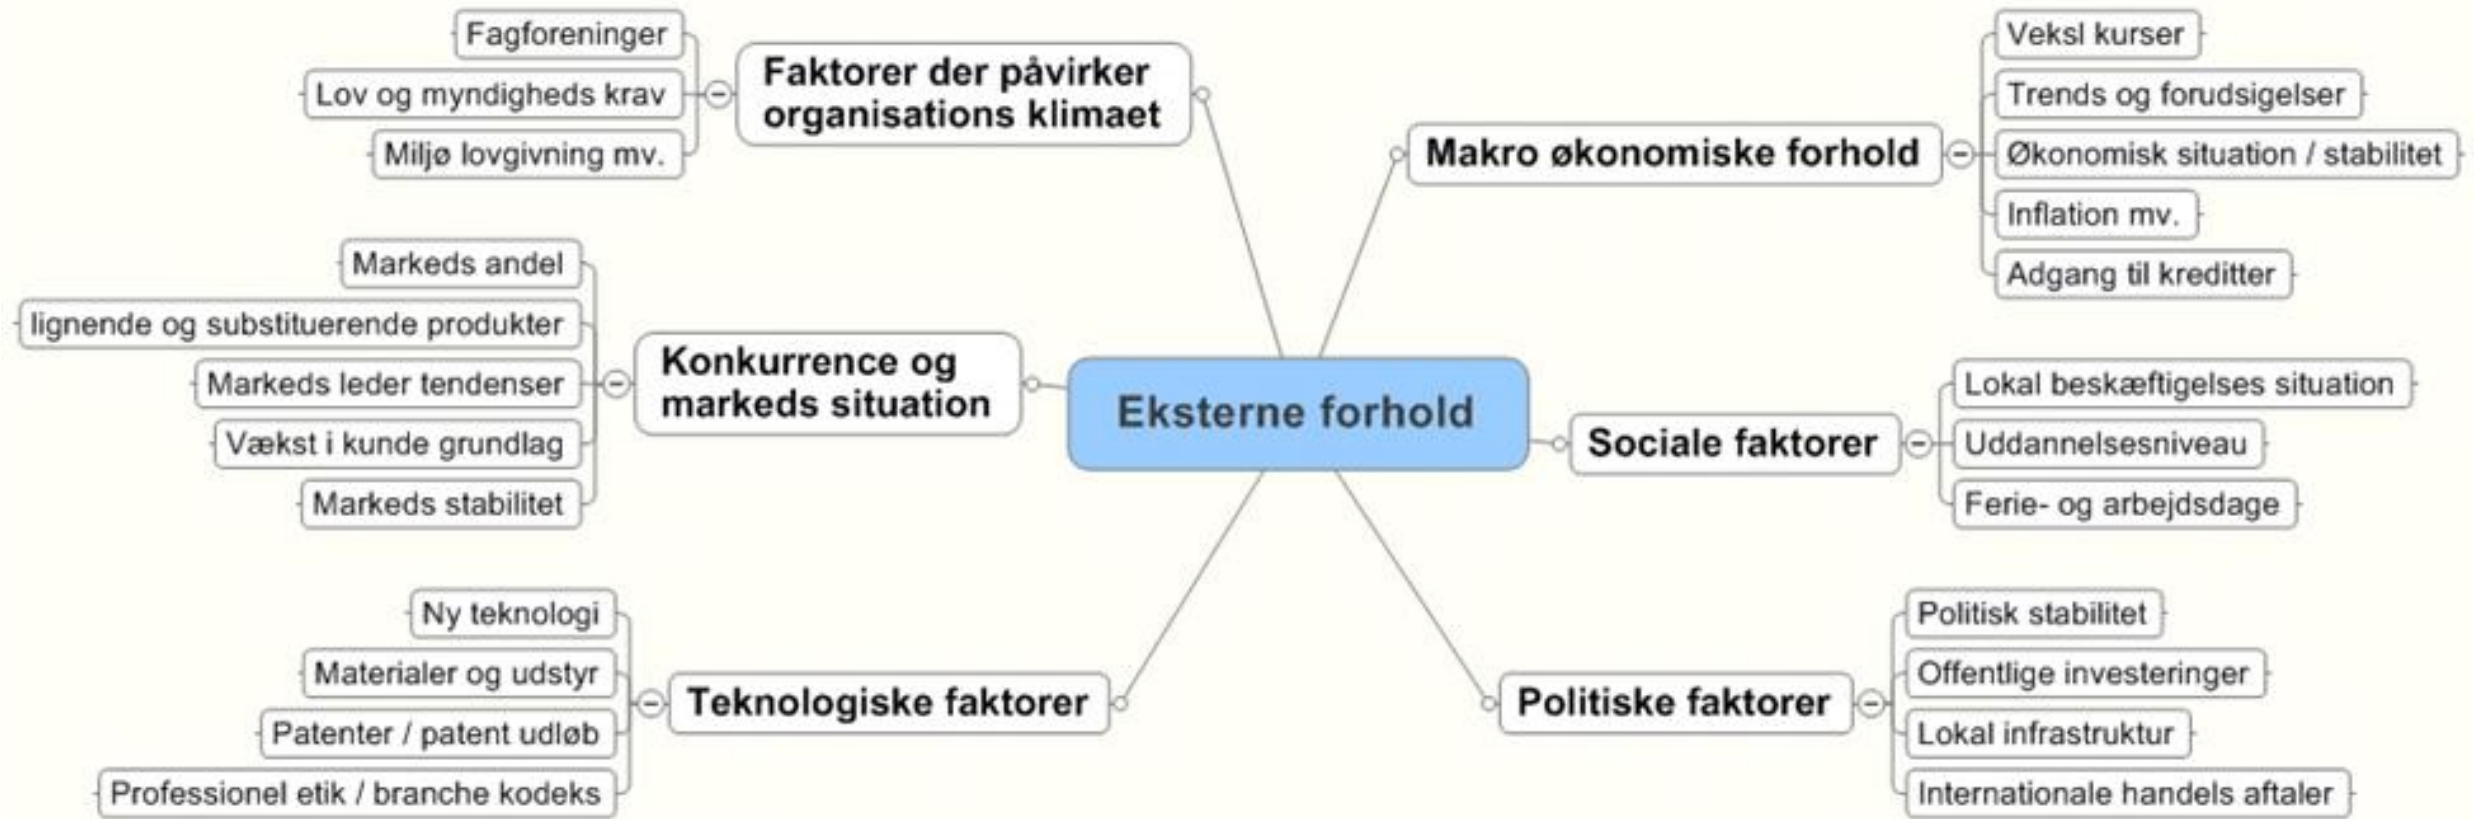 Eksterne forhold
Faktorer der påvirker
organisations klimaet
Fagforeninger
Lov og myndigheds krav
Miljø lovgivning mv.
Konkurrence og
markeds situation
Markeds andel
lignende og substituerende produkter
Markeds leder tendenser
Vækst i kunde grundlag
Markeds stabilitet
Teknologiske faktorer
Ny teknologi
Materialer og udstyr
Patenter / patent udløb
Professionel etik / branche kodeks
Makro økonomiske forhold
Veksl kurser
Trends og forudsigelser
Økonomisk situation / stabilitet
Inflation mv.
Adgang til kreditter
Sociale faktorer
Lokal beskæftigelses situation
Uddannelsesniveau
Ferie- og arbejdsdage
Politiske faktorer
Politisk stabilitet
Offentlige investeringer
Lokal infrastruktur
Internationale handels aftaler